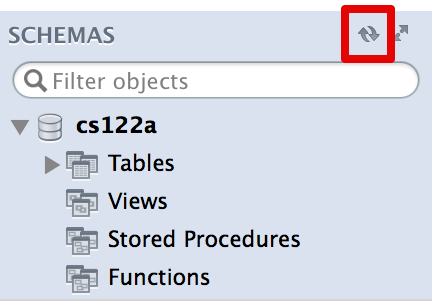 SCHEMAS
Filter objects
cs122a
Tables
Views
Stored Procedures
Functions